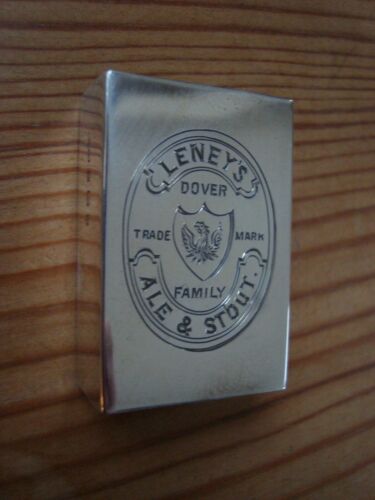 LENEY'S
DOVER
TRADE MARK
FAMILY
ALE & STOUT.